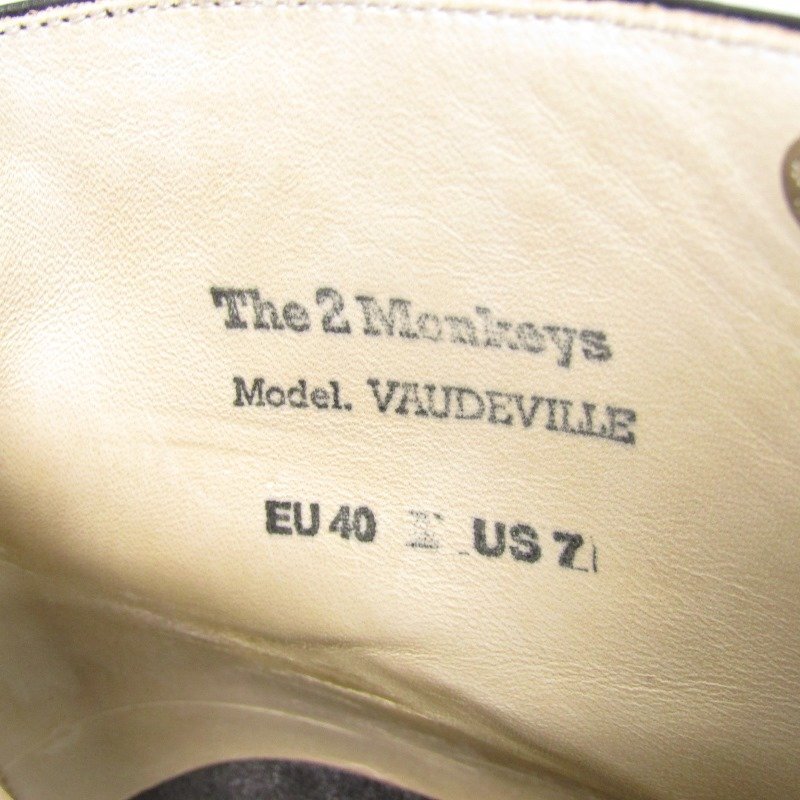 The 2 Monkeys
Model. VAUDEVILLE
EU 40 US 7